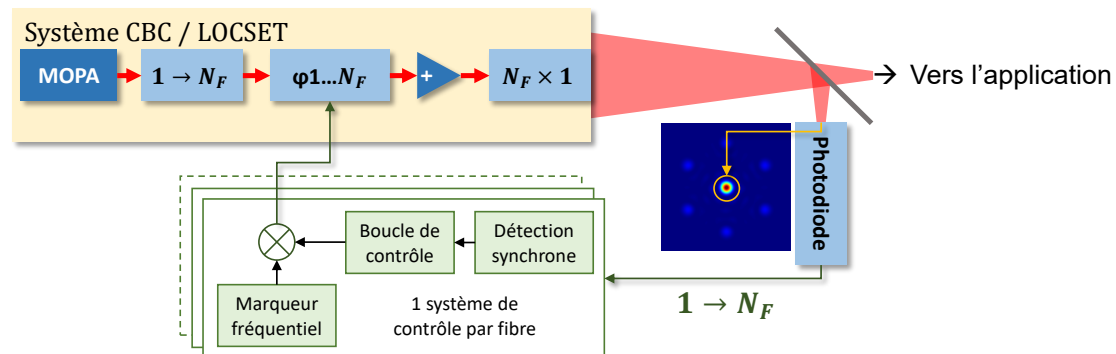 Système CBC / LOCSET
MOPA
1 → N_F
φ1...N_F
+
N_F × 1
→ Vers l’application
Photodiode
Boucle de
contrôle
Détection
synchrone
Marqueur
fréquentiel
1 système de
contrôle par fibre
1 → N_F